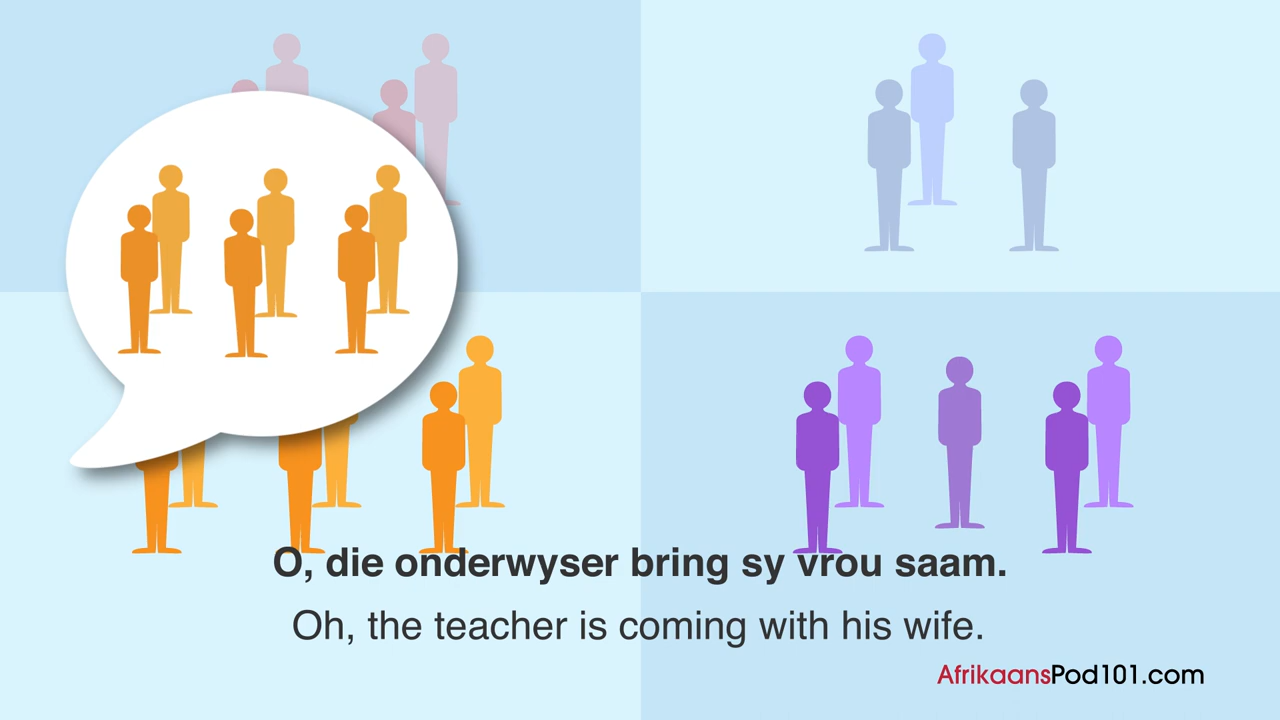 O, die onderwyser bring sy vrou saam.
Oh, the teacher is coming with his wife.
AfrikaansPod101.com